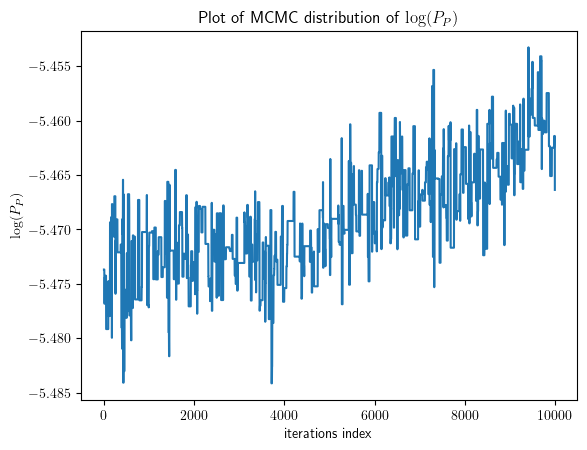 Plot of MCMC distribution of log(P_P)
log(P_P)
−5.455
−5.460
−5.465
−5.470
−5.475
−5.480
−5.485
0 2000 4000 6000 8000 10000
iterations index